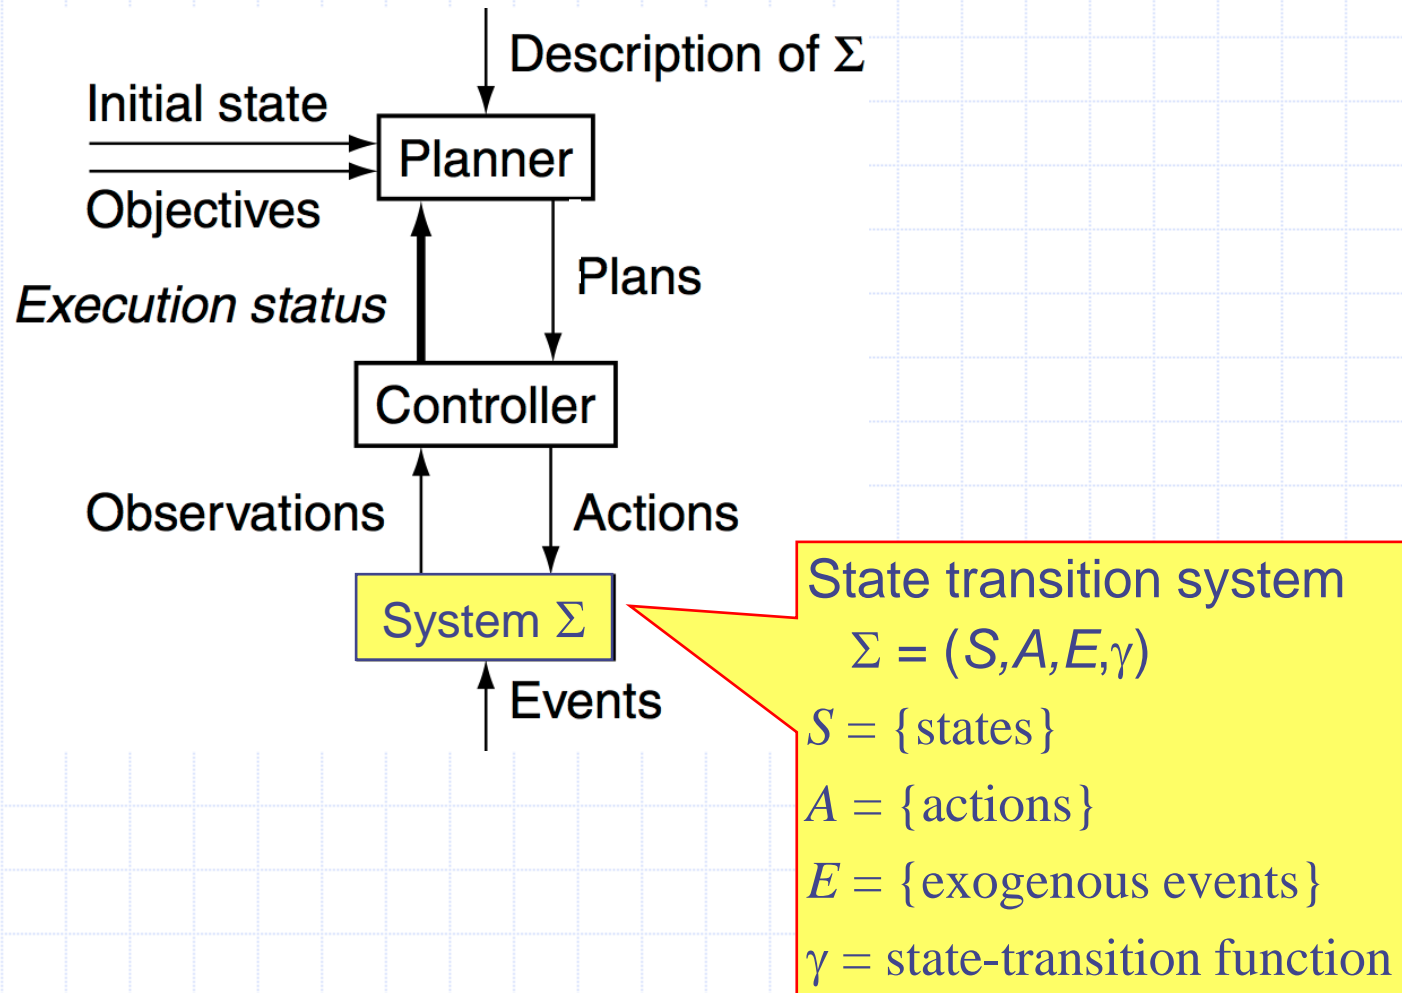 Description of Σ
Initial state
Planner
Objectives
Plans
Execution status
Controller
Observations
Actions
System Σ
Events
State transition system
Σ = (S,A,E,γ)
S = {states}
A = {actions}
E = {exogenous events}
γ = state-transition function